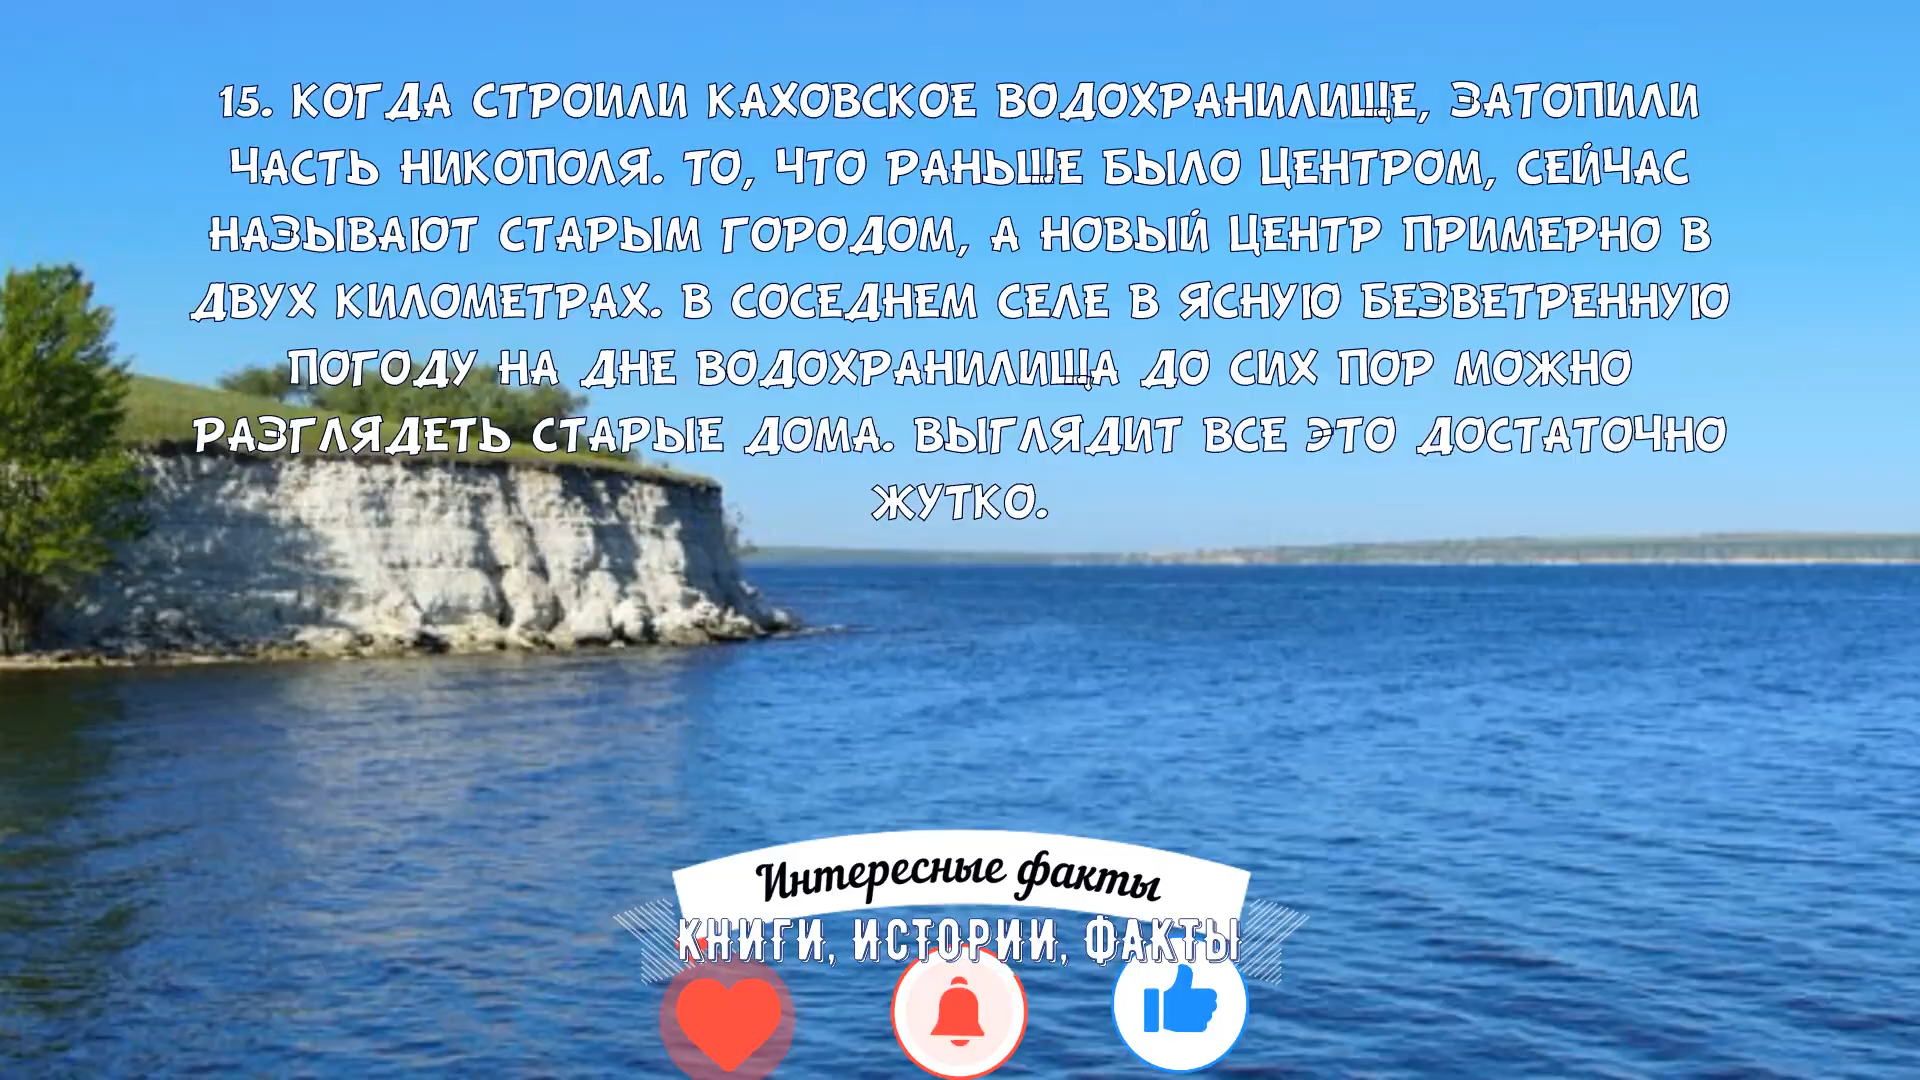 15. КОГДА СТРОИЛИ КАХОВСКОЕ ВОДОХРАНИЛИЩЕ, ЗАТОПИЛИ
ЧАСТЬ НИКОПОЛЯ. ТО, ЧТО РАНЬШЕ БЫЛО ЦЕНТРОМ, СЕЙЧАС
НАЗЫВАЮТ СТАРЫМ ГОРОДОМ, А НОВЫЙ ЦЕНТР ПРИМЕРНО В
ДВУХ КИЛОМЕТРАХ. В СОСЕДНЕМ СЕЛЕ В ЯСНУЮ БЕЗВЕТРЕННУЮ
ПОГОДУ НА ДНЕ ВОДОХРАНИЛИЩА ДО СИХ ПОР МОЖНО
РАЗГЛЯДЕТЬ СТАРЫЕ ДОМА. ВЫГЛЯДИТ ВСЕ ЭТО ДОСТАТОЧНО
ЖУТКО.
Интересные факты
КНИГИ, ИСТОРИИ, ФАКТЫ